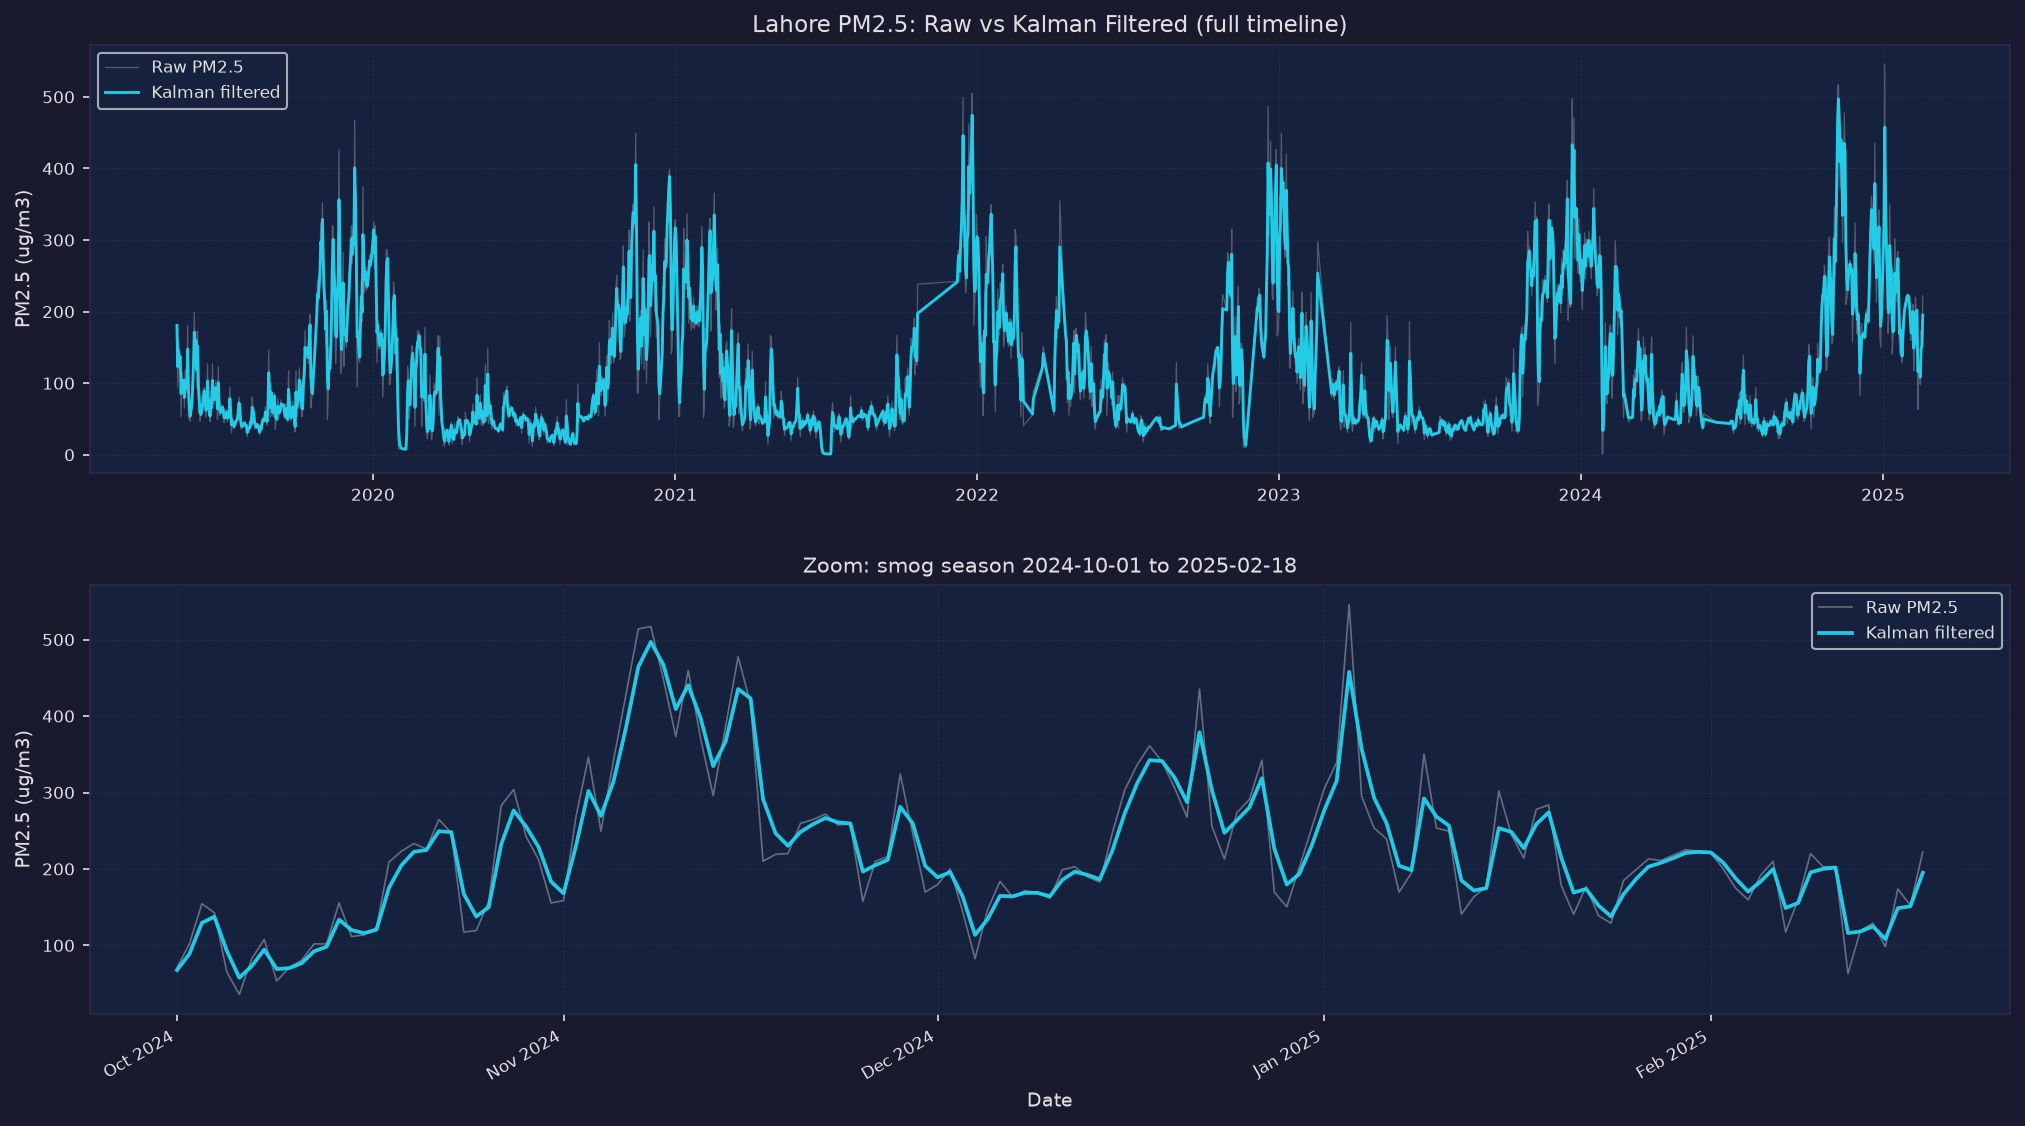 Lahore PM2.5: Raw vs Kalman Filtered (full timeline)
Raw PM2.5
Kalman filtered
PM2.5 (ug/m3)
500
400
300
200
100
0
2020
2021
2022
2023
2024
2025
Zoom: smog season 2024-10-01 to 2025-02-18
Raw PM2.5
Kalman filtered
PM2.5 (ug/m3)
500
400
300
200
100
Oct 2024
Nov 2024
Dec 2024
Jan 2025
Feb 2025
Date